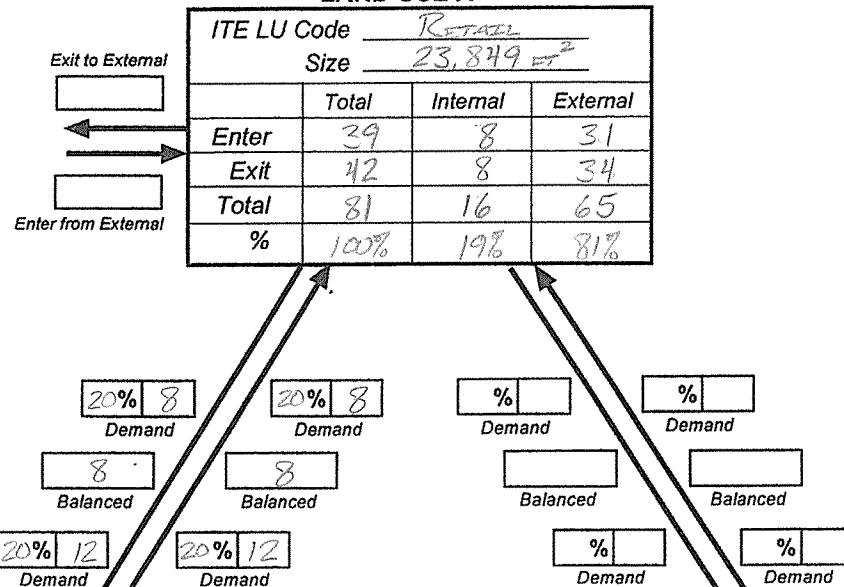 ITE LU Code RETAIL
Size 23,849 FT²
Exit to External
Total Internal External
Enter 39 8 31
Exit 42 8 34
Total 81 16 65
% 100% 19% 81%
Enter from External
20% 8 20% 8 % %
Demand Demand Demand Demand
8 8
Balanced Balanced Balanced Balanced
20% 12 20% 12 % %
Demand Demand Demand Demand